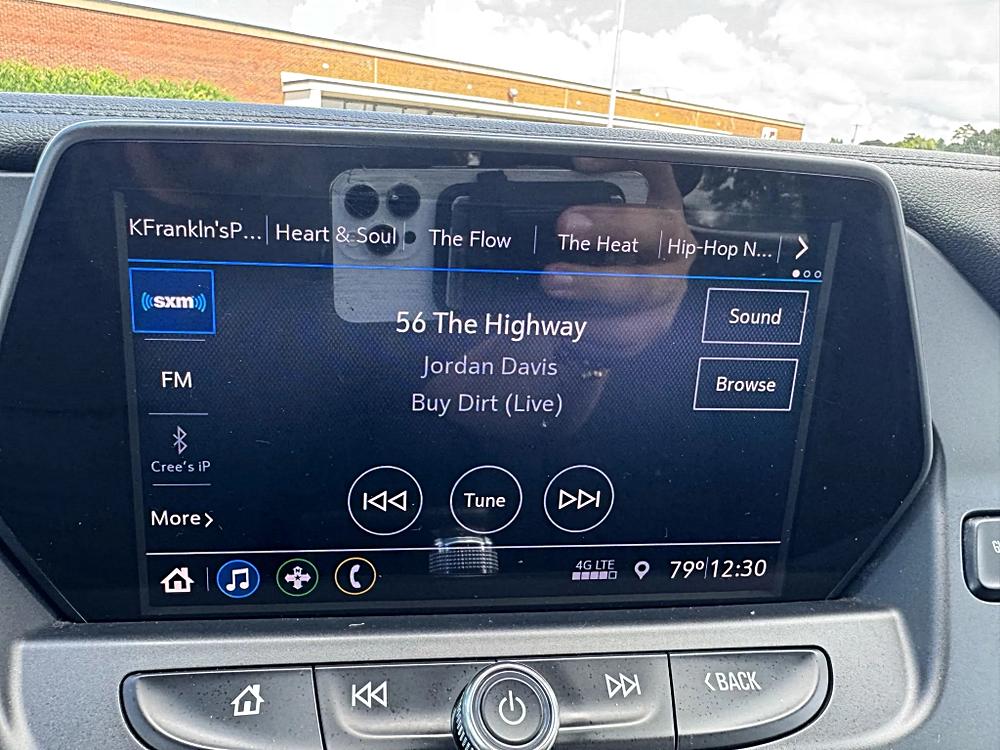 KFrankln'sP... Heart & Soul The Flow The Heat Hip-Hop N...
sxm
56 The Highway
Sound
Jordan Davis
FM
Browse
Buy Dirt (Live)
Cree's iP
More
Tune
4G LTE
79° 12:30
BACK